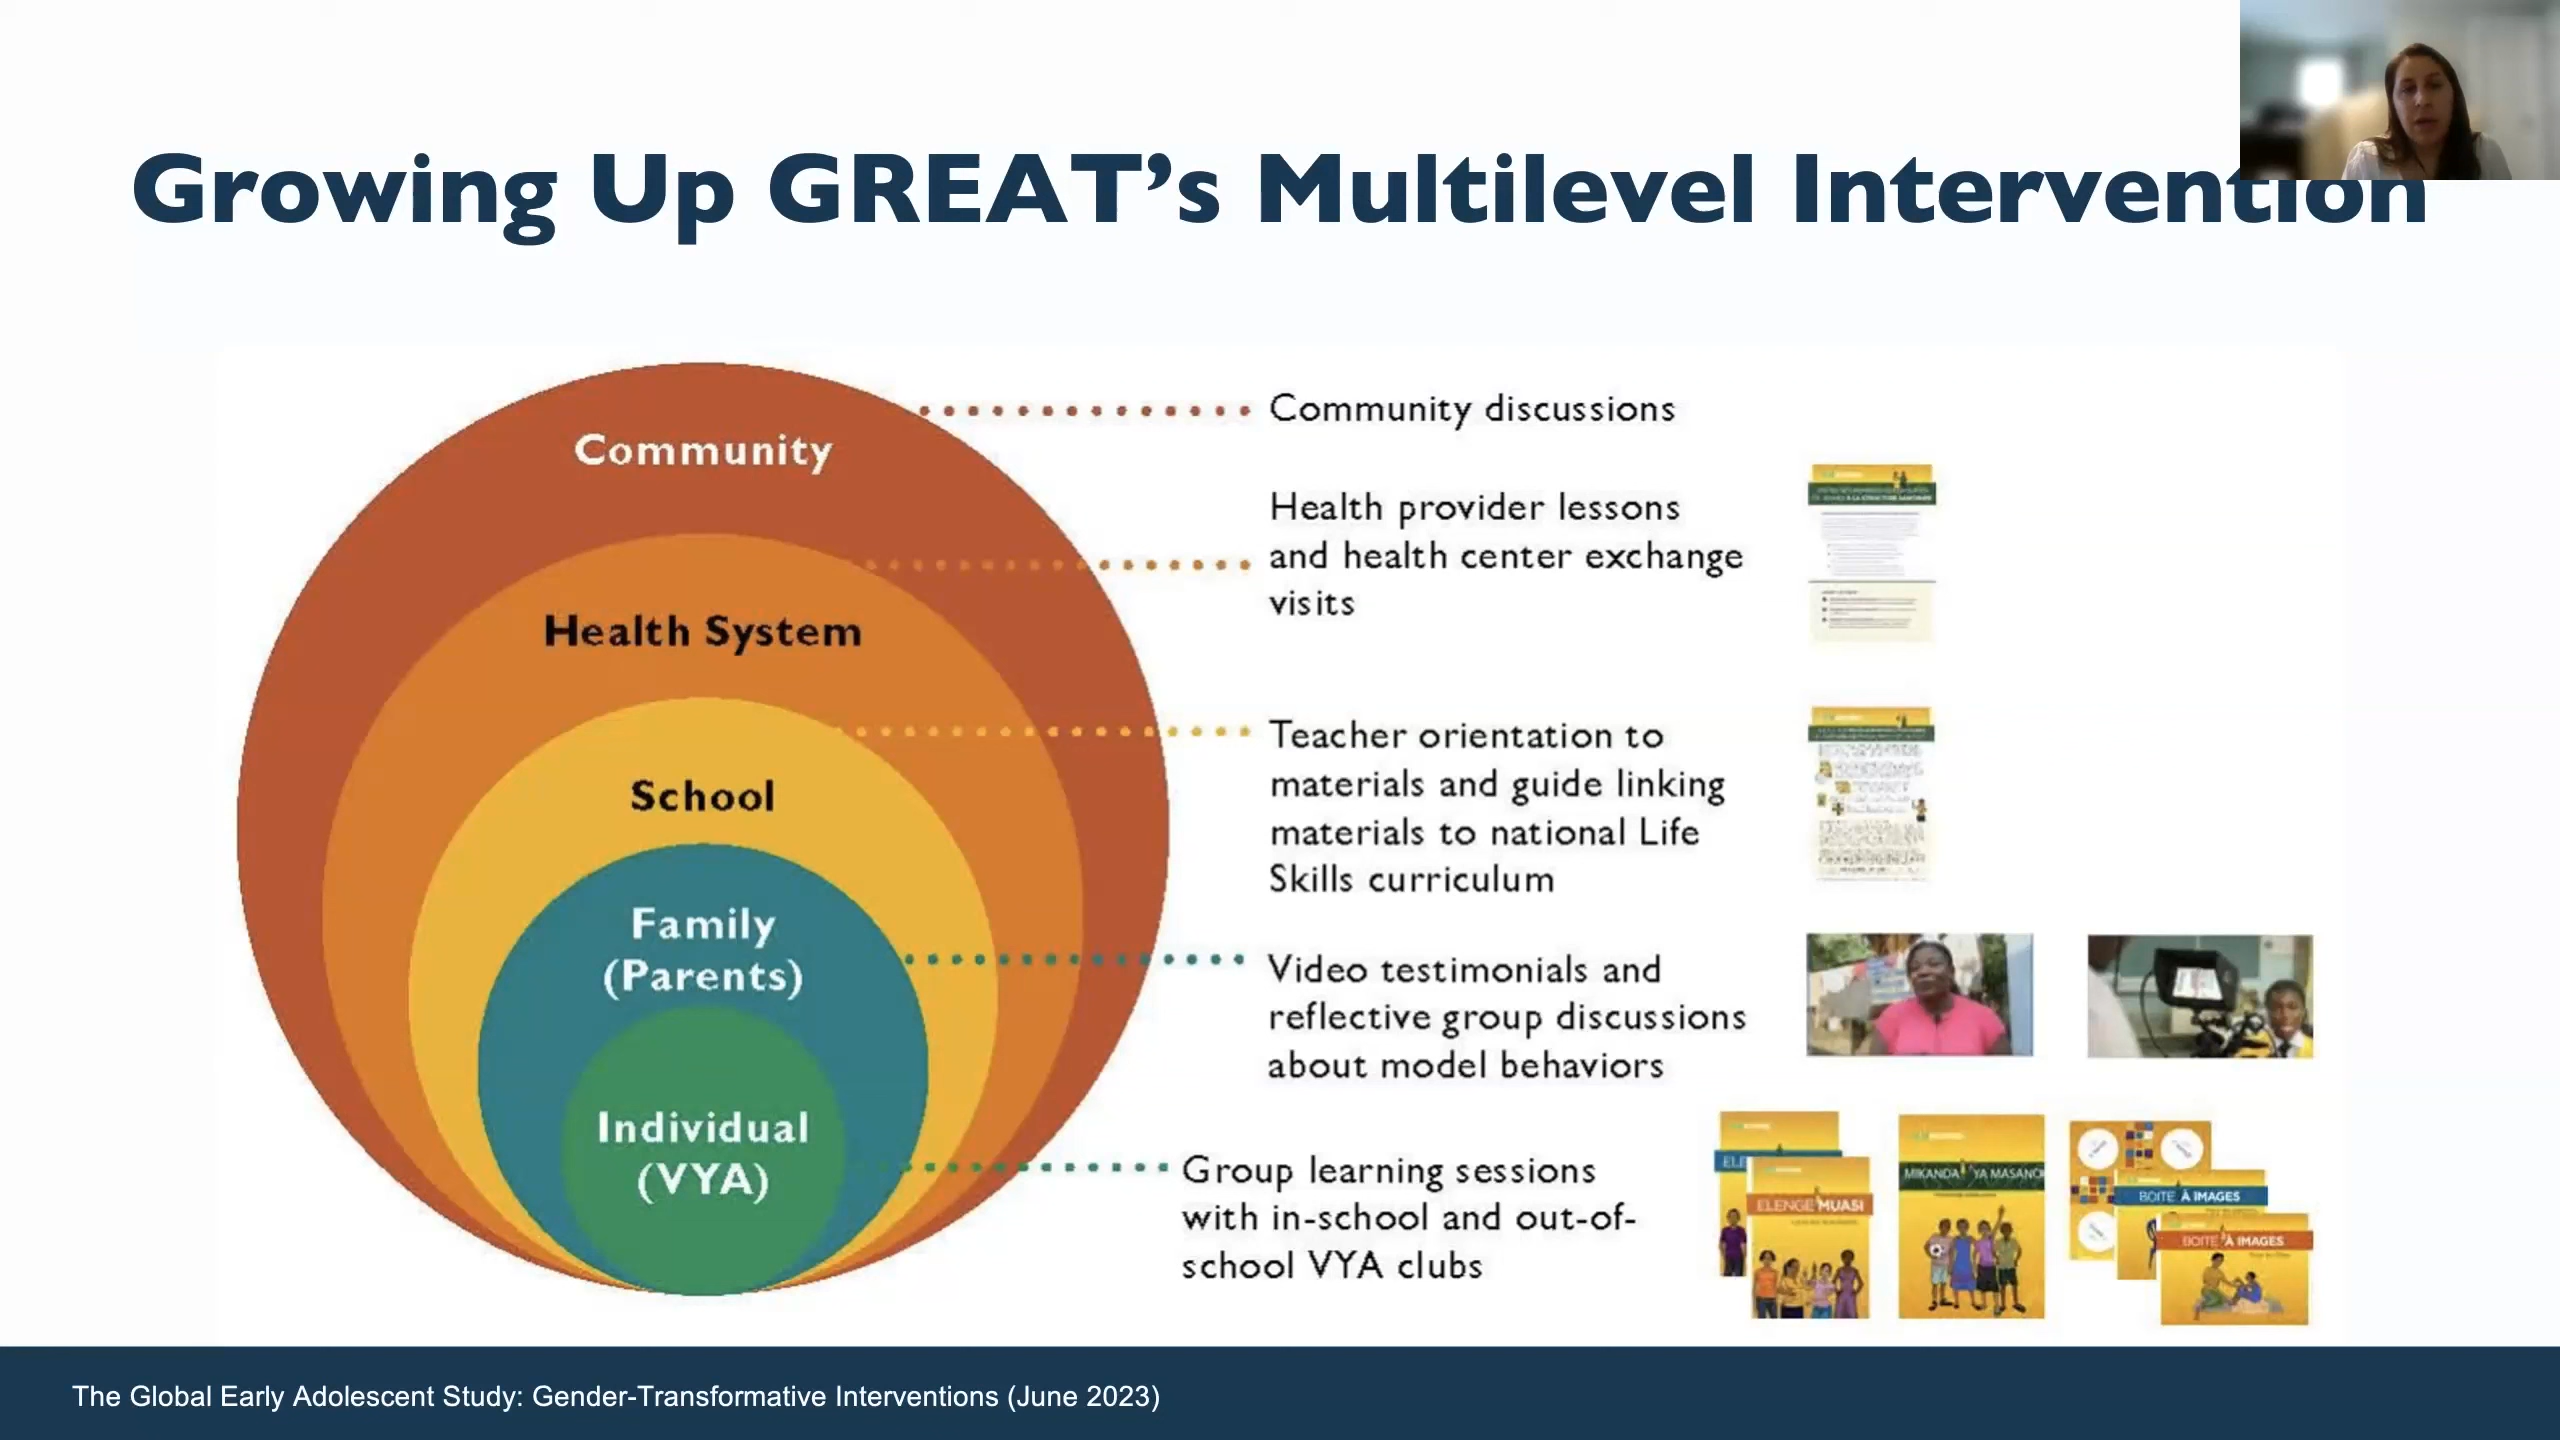 Growing Up GREAT's Multilevel Intervention
Community
Health System
School
Family
(Parents)
Individual
(VYA)
Community discussions
Health provider lessons
and health center exchange
visits
Teacher orientation to
materials and guide linking
materials to national Life
Skills curriculum
Video testimonials and
reflective group discussions
about model behaviors
Group learning sessions
with in-school and out-of-
school VYA clubs
ELENGE MUASI
MIKANDA YA MASANO
BOITE À IMAGES
BOITE À IMAGES
The Global Early Adolescent Study: Gender-Transformative Interventions (June 2023)